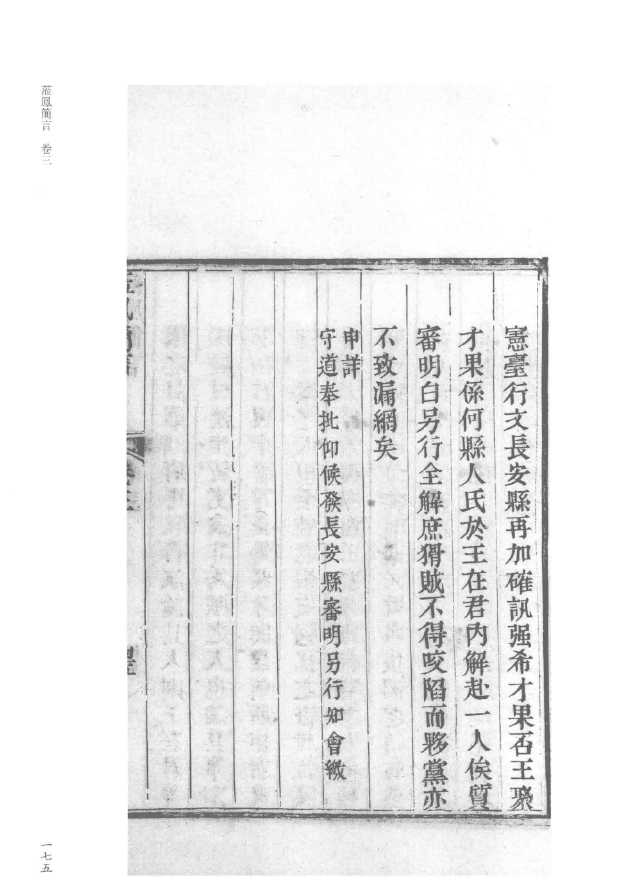 憲臺行文長安縣再加確訊强希才果否王聚
才果係何縣人氏於王在君內解赴一人俟質
審明白另行全解庶猾賊不得咬陷而夥黨亦
不致漏網矣
申詳
守道奉批仰候發長安縣審明另行知會繳
卷三
鳳簡言 卷三
一七五